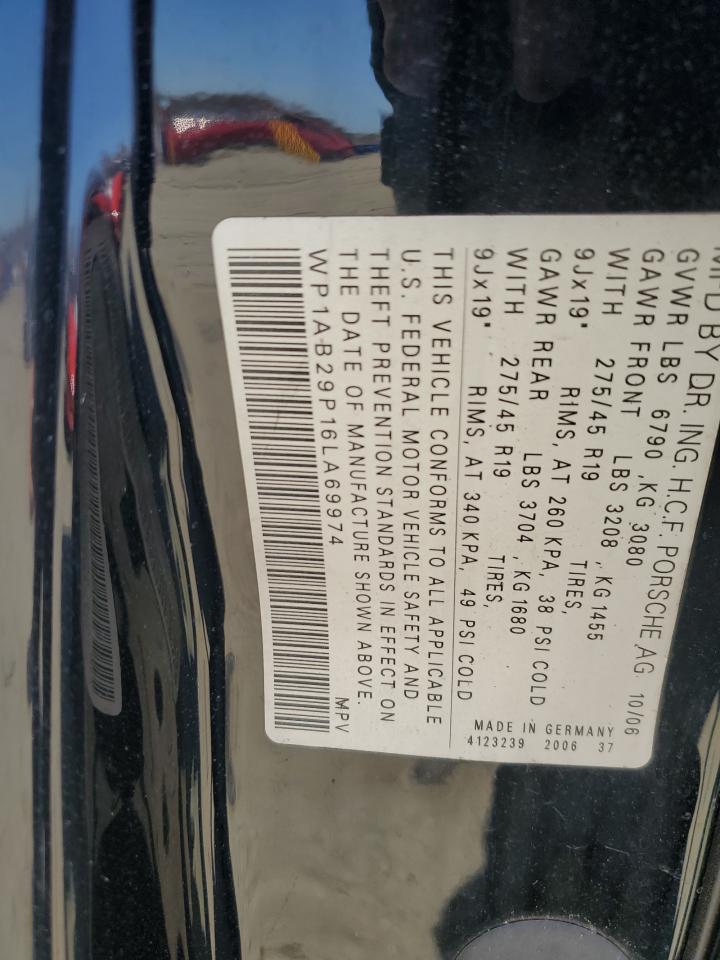 MFD BY DR. ING. H.C.F. PORSCHE AG 10/06
GVWR LBS 6790 ,KG 3080
GAWR FRONT LBS 3208 ,KG 1455
WITH 275/45 R19 TIRES,
9Jx19" RIMS, AT 260 KPA, 38 PSI COLD
GAWR REAR LBS 3704 ,KG 1680
WITH 275/45 R19 TIRES,
9Jx19" RIMS, AT 340 KPA, 49 PSI COLD
MADE IN GERMANY
4123239 2006 37
THIS VEHICLE CONFORMS TO ALL APPLICABLE
U.S. FEDERAL MOTOR VEHICLE SAFETY AND
THEFT PREVENTION STANDARDS IN EFFECT ON
THE DATE OF MANUFACTURE SHOWN ABOVE.
WP1AB29P16LA69974 MPV